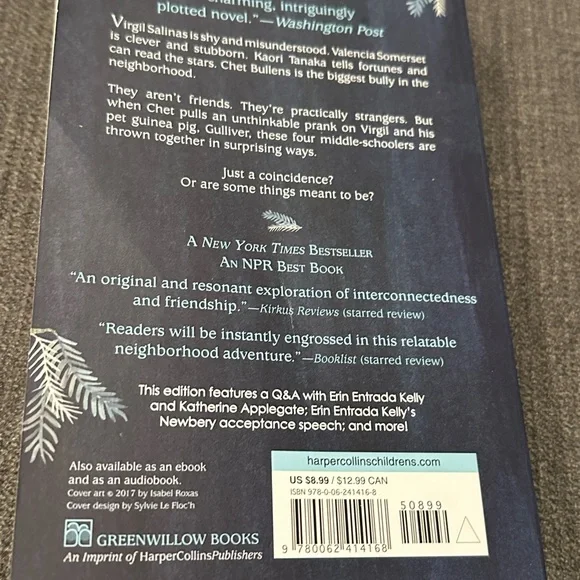 charming, intriguingly
plotted novel."—Washington Post
Virgil Salinas is shy and misunderstood. Valencia Somerset
is clever and stubborn. Kaori Tanaka tells fortunes and
can read the stars. Chet Bullens is the biggest bully in the
neighborhood.
They aren't friends. They're practically strangers. But
when Chet pulls an unthinkable prank on Virgil and his
pet guinea pig, Gulliver, these four middle-schoolers are
thrown together in surprising ways.
Just a coincidence?
Or are some things meant to be?
A NEW YORK TIMES BESTSELLER
AN NPR BEST BOOK
"An original and resonant exploration of interconnectedness
and friendship."—Kirkus Reviews (starred review)
"Readers will be instantly engrossed in this relatable
neighborhood adventure."—Booklist (starred review)
This edition features a Q&A with Erin Entrada Kelly
and Katherine Applegate; Erin Entrada Kelly's
Newbery acceptance speech; and more!
Also available as an ebook
and as an audiobook.
Cover art © 2017 by Isabel Roxas
Cover design by Sylvie Le Floc'h
GREENWILLOW BOOKS
An Imprint of HarperCollinsPublishers
harpercollinschildrens.com
US $8.99 / $12.99 CAN
ISBN 978-0-06-241416-8
50899
9 780062 414168